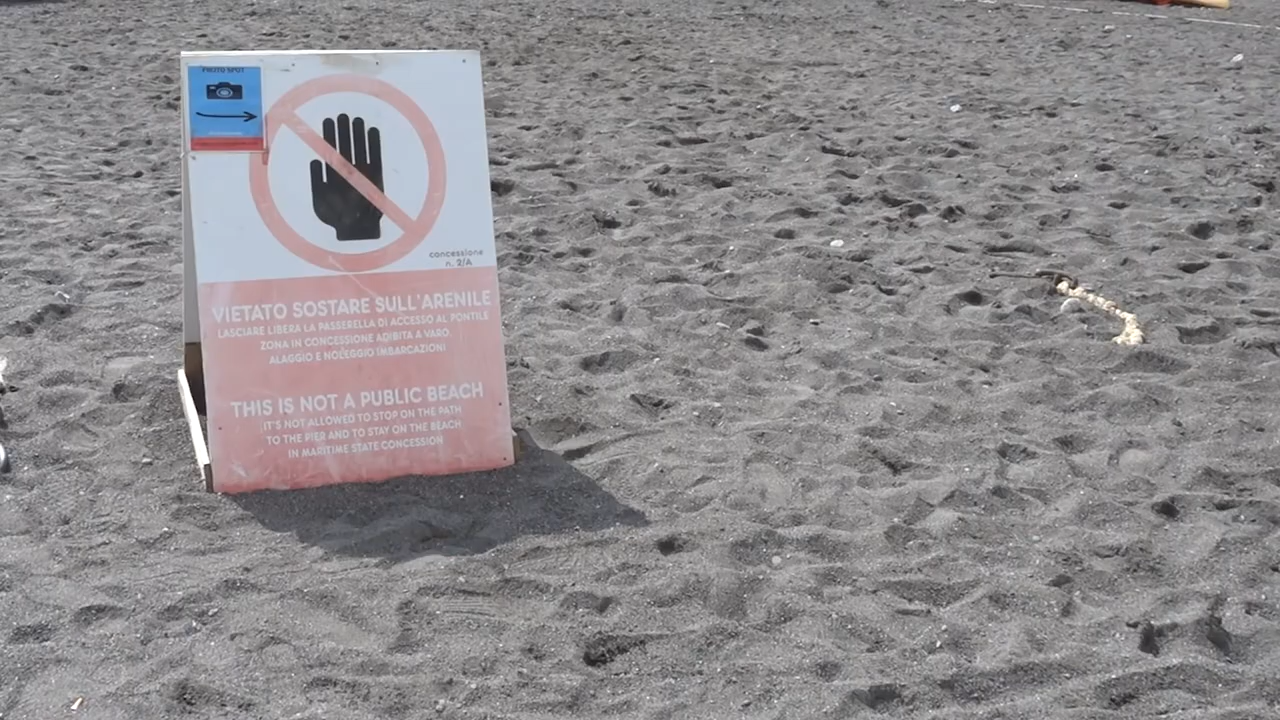 PHOTO SPOT
concessione
n. 2/A
VIETATO SOSTARE SULL'ARENILE
LASCIARE LIBERA LA PASSERELLA DI ACCESSO AL PONTILE
ZONA IN CONCESSIONE ADIBITA A VARO
ALAGGIO E NOLEGGIO IMBARCAZIONI
THIS IS NOT A PUBLIC BEACH
IT'S NOT ALLOWED TO STOP ON THE PATH
TO THE PIER AND TO STAY ON THE BEACH
IN MARITIME STATE CONCESSION